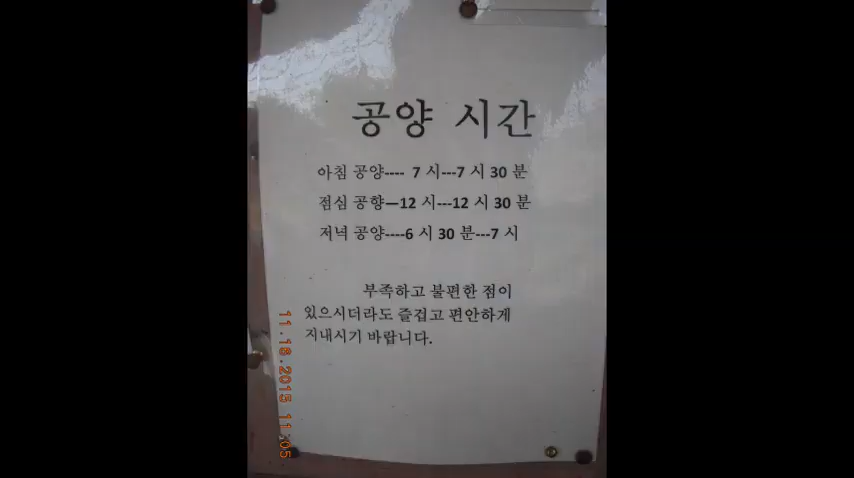 공양 시간
아침 공양---- 7 시---7 시 30 분
점심 공향—12 시---12 시 30 분
저녁 공양----6 시 30 분---7 시
부족하고 불편한 점이
있으시더라도 즐겁고 편안하게
지내시기 바랍니다.
11.18.2015 11:05